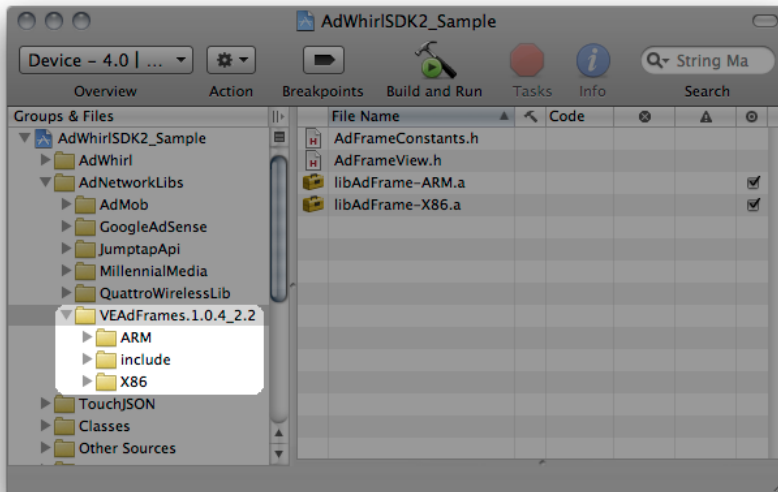 AdWhirlSDK2_Sample
Device - 4.0 | ...
String Ma
Overview Action Breakpoints Build and Run Tasks Info Search
Groups & Files File Name Code
AdWhirlSDK2_Sample
AdWhirl
AdNetworkLibs
AdMob
GoogleAdSense
JumptapApi
MillennialMedia
QuattroWirelessLib
VEAdFrames.1.0.4_2.2
ARM
include
X86
TouchJSON
Classes
Other Sources
AdFrameConstants.h
AdFrameView.h
libAdFrame-ARM.a
libAdFrame-X86.a